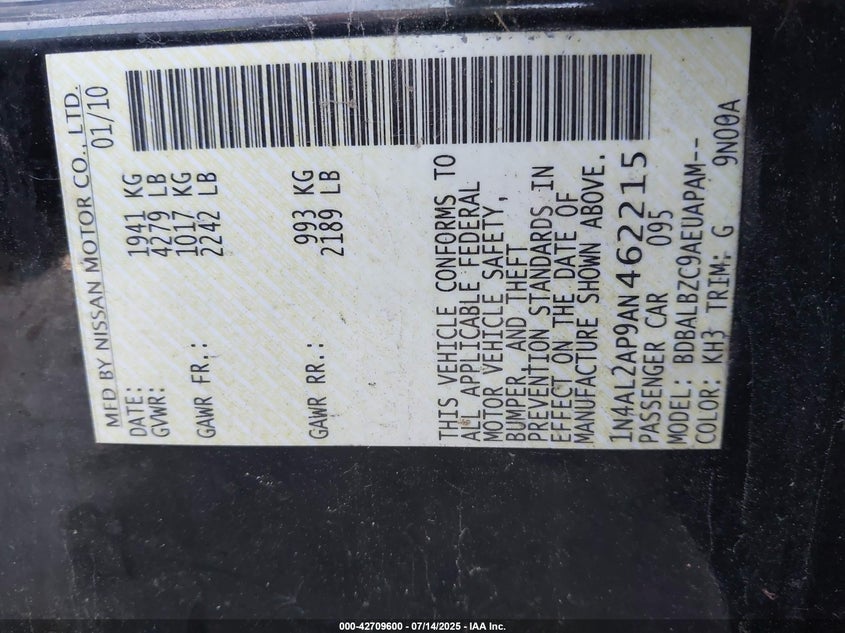 MFD BY NISSAN MOTOR CO., LTD.
DATE: 01/10
GVWR: 1941 KG
4279 LB
GAWR FR.: 1017 KG
2242 LB
GAWR RR.: 993 KG
2189 LB
THIS VEHICLE CONFORMS TO
ALL APPLICABLE FEDERAL
MOTOR VEHICLE SAFETY,
BUMPER, AND THEFT
PREVENTION STANDARDS IN
EFFECT ON THE DATE OF
MANUFACTURE SHOWN ABOVE.
1N4AL2AP9AN462215
PASSENGER CAR 095
MODEL: BDBALBZC9AEUAPAM--
COLOR: KH3 TRIM: G 9N00A
000-42709600 - 07/14/2025 - IAA Inc.